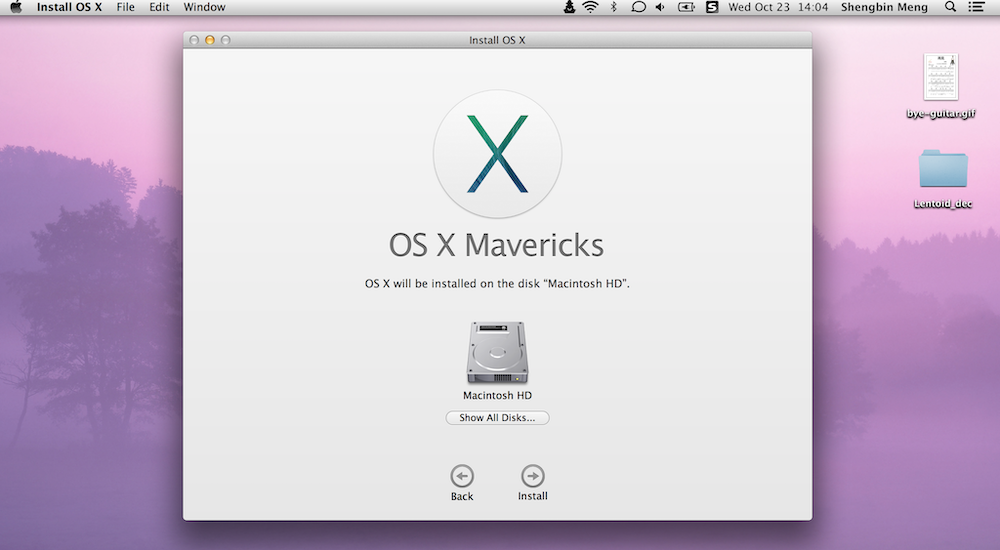 Install OS X File Edit Window Wed Oct 23 14:04 Shengbin Meng
Install OS X
bye-guitar.gif
Lentoid_dec
OS X Mavericks
OS X will be installed on the disk “Macintosh HD”.
Macintosh HD
Show All Disks...
Back Install